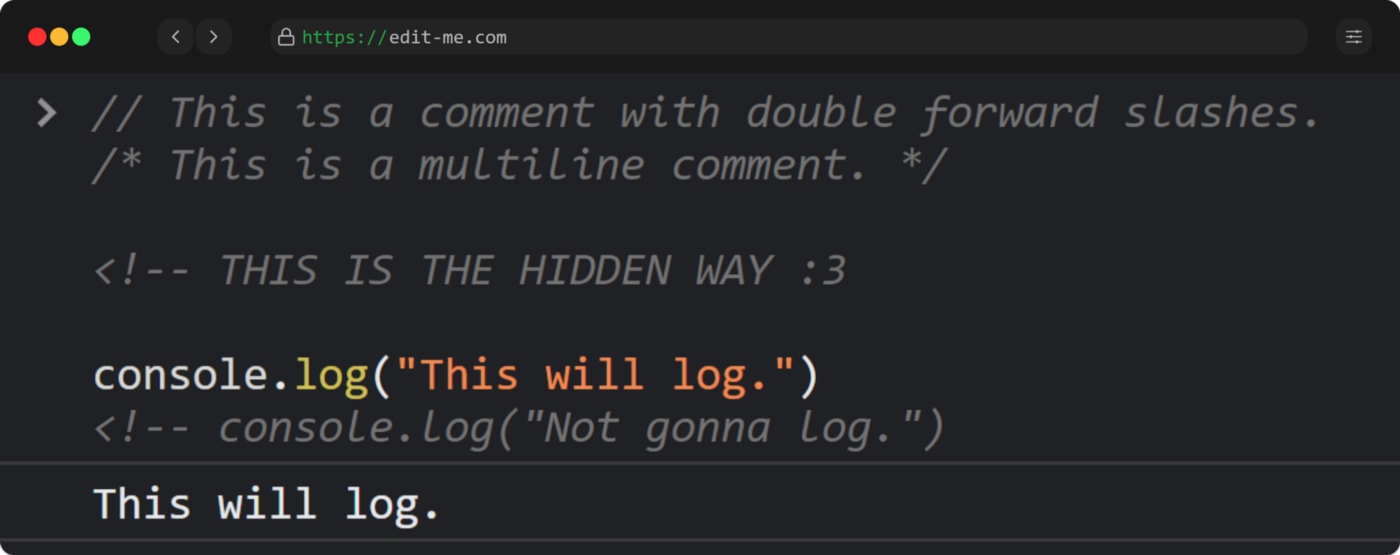 https://edit-me.com
// This is a comment with double forward slashes.
/* This is a multiline comment. */
<!-- THIS IS THE HIDDEN WAY :3
console.log("This will log.")
<!-- console.log("Not gonna log.")
This will log.